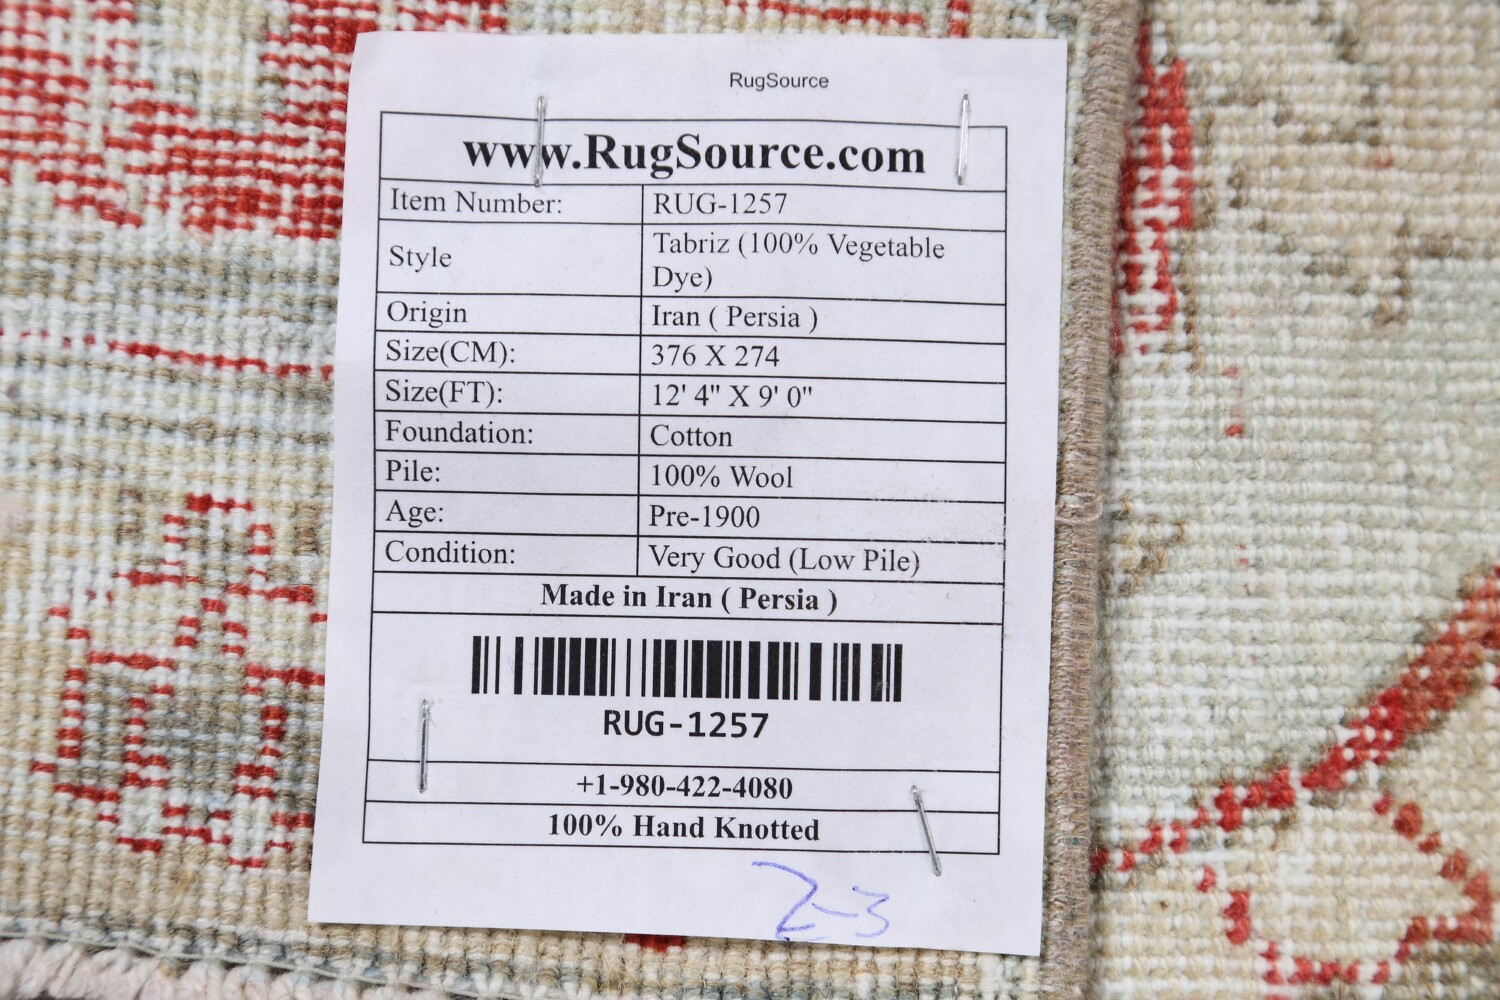 RugSource
www.RugSource.com
Item Number: RUG-1257
Style Tabriz (100% Vegetable
Dye)
Origin Iran ( Persia )
Size(CM): 376 X 274
Size(FT): 12' 4" X 9' 0"
Foundation: Cotton
Pile: 100% Wool
Age: Pre-1900
Condition: Very Good (Low Pile)
Made in Iran ( Persia )
RUG-1257
+1-980-422-4080
100% Hand Knotted
Z-3